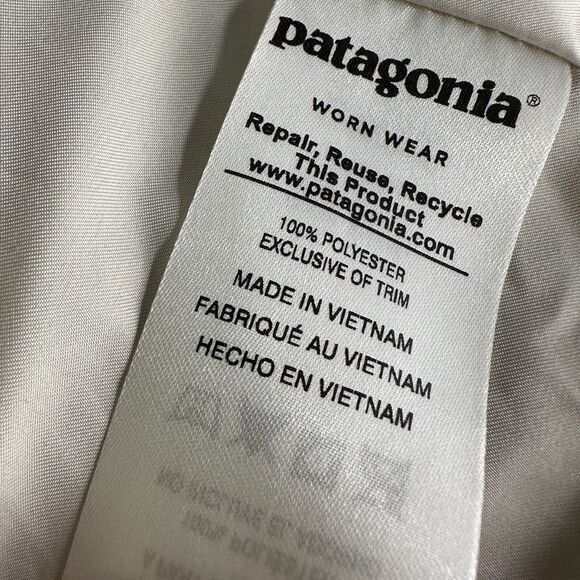 patagonia®
WORN WEAR
Repair, Reuse, Recycle
This Product
www.patagonia.com
100% POLYESTER
EXCLUSIVE OF TRIM
MADE IN VIETNAM
FABRIQUÉ AU VIETNAM
HECHO EN VIETNAM